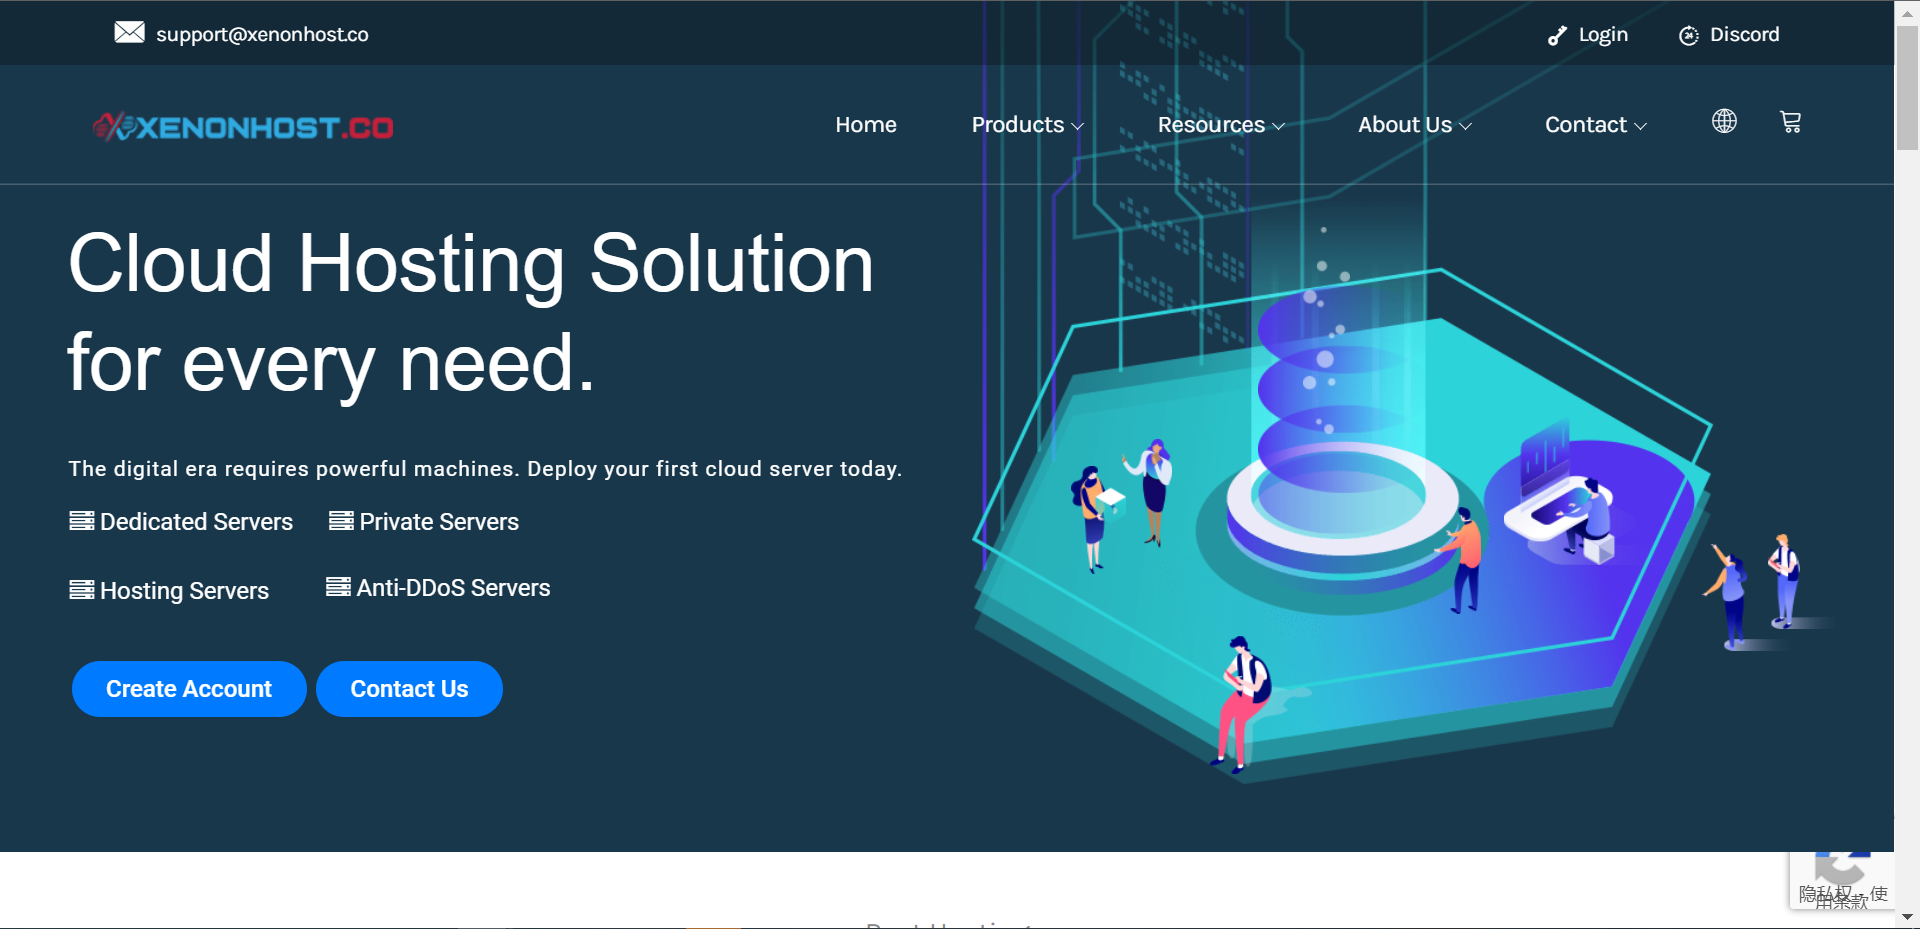 support@xenonhost.co
Login
Discord
XENONHOST.CO
Home
Products
Resources
About Us
Contact
Cloud Hosting Solution
for every need.
The digital era requires powerful machines. Deploy your first cloud server today.
Dedicated Servers
Private Servers
Hosting Servers
Anti-DDoS Servers
Create Account
Contact Us
隐私权 - 使
用条款